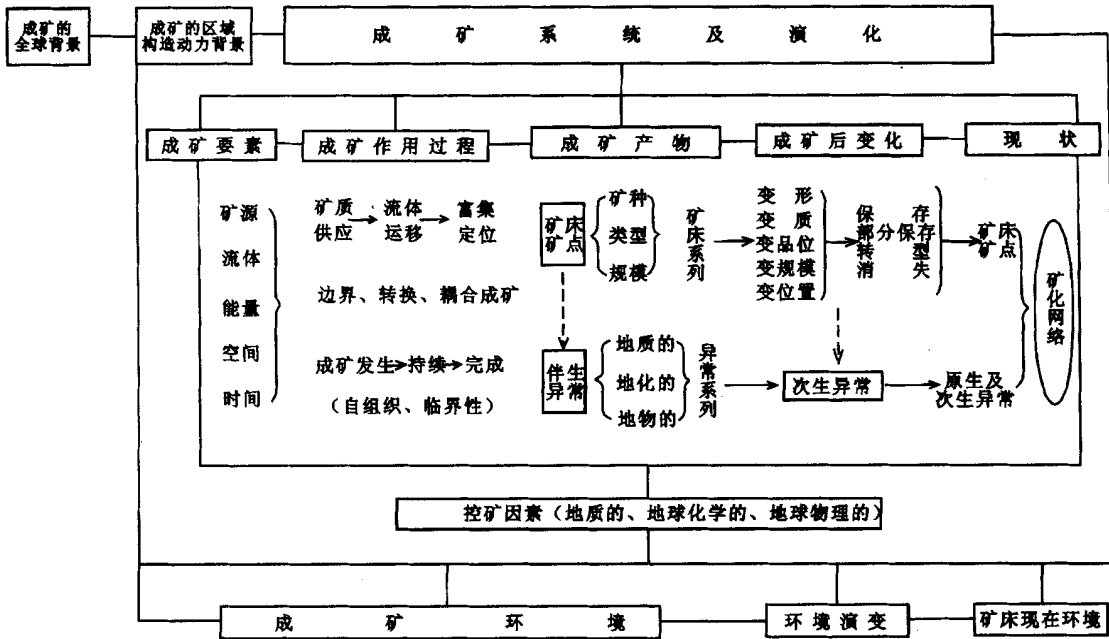 成矿的
全球背景
成矿的区域
构造动力背景
成矿系统及演化
成矿要素
成矿作用过程
成矿产物
成矿后变化
现状
矿源
流体
能量
空间
时间
矿质
供应
流体
运移
富集
定位
边界、转换、耦合成矿
成矿发生→持续→完成
(自组织、临界性)
矿床
矿点
矿种
类型
规模
矿床系列
伴生
异常
地质的
地化的
地物的
异常系列
变形
变质
变品位
变规模
变位置
保存
部分保存
转型
消失
次生异常
矿床
矿点
原生及
次生异常
矿化网络
控矿因素(地质的、地球化学的、地球物理的)
成矿环境
环境演变
矿床现在环境